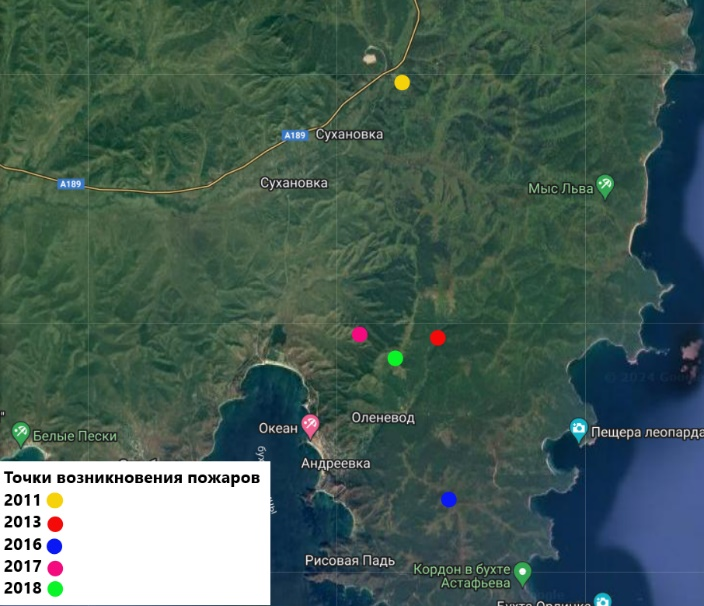 A189
Сухановка
A189
Сухановка
Мыс Льва
Океан
Оленевод
Белые Пески
Пещера леопарда
Андреевка
Точки возникновения пожаров
2011
2013
2016
2017
2018
Рисовая Падь
Кордон в бухте
Астафьева